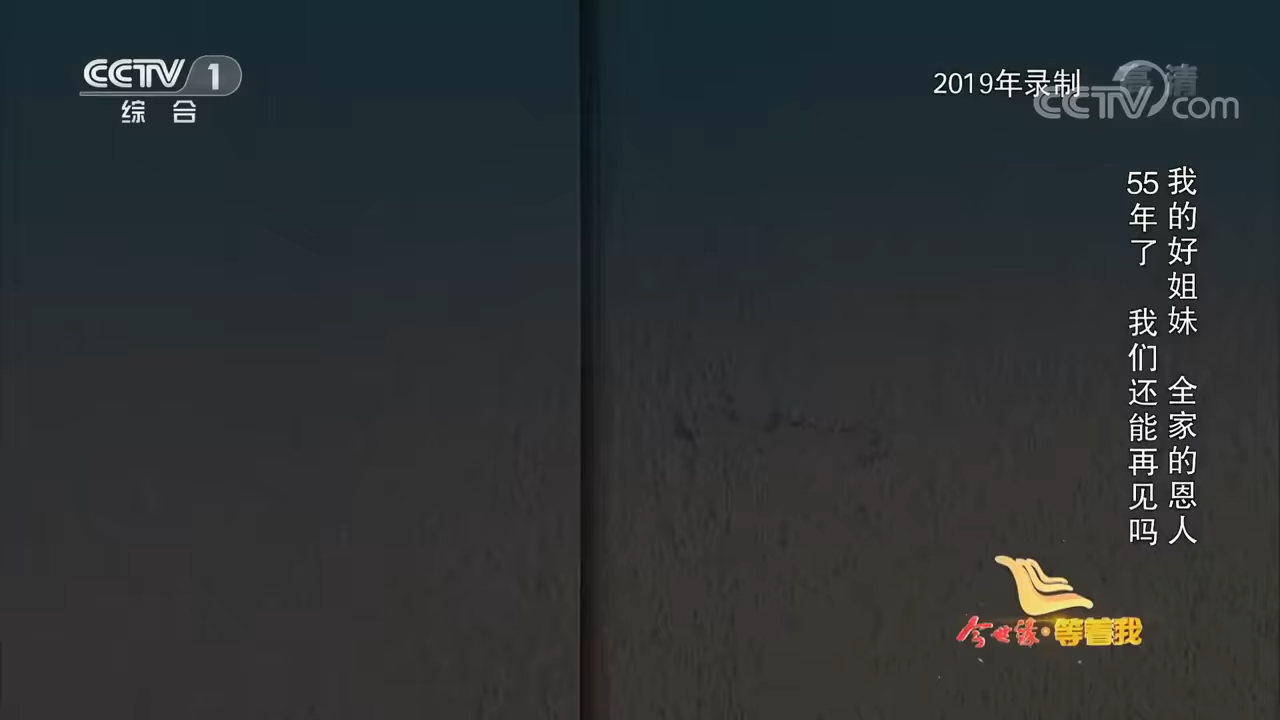 CCTV 1
综合
2019年录制
高清
CCTV.com
我的好姐妹 全家的恩人
55年了 我们还能再见吗
今世缘·等着我